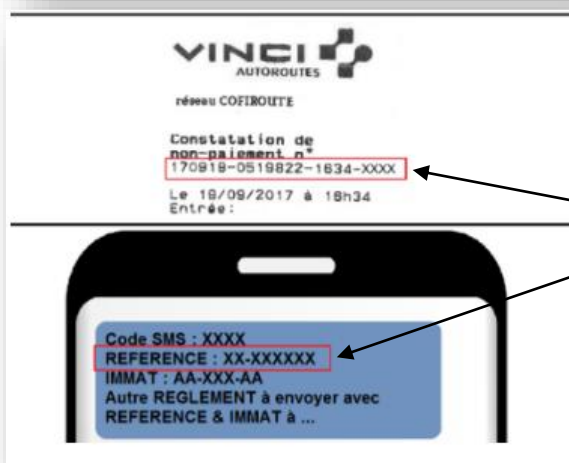 VINCI
AUTOROUTES
réseau COFIROUTE
Constatation de
non-paiement n°
170918-0519822-1634-XXXX
Le 18/09/2017 à 16h34
Entrée:
Code SMS : XXXX
REFERENCE : XX-XXXXXX
IMMAT : AA-XXX-AA
Autre REGLEMENT à envoyer avec
REFERENCE & IMMAT à ...